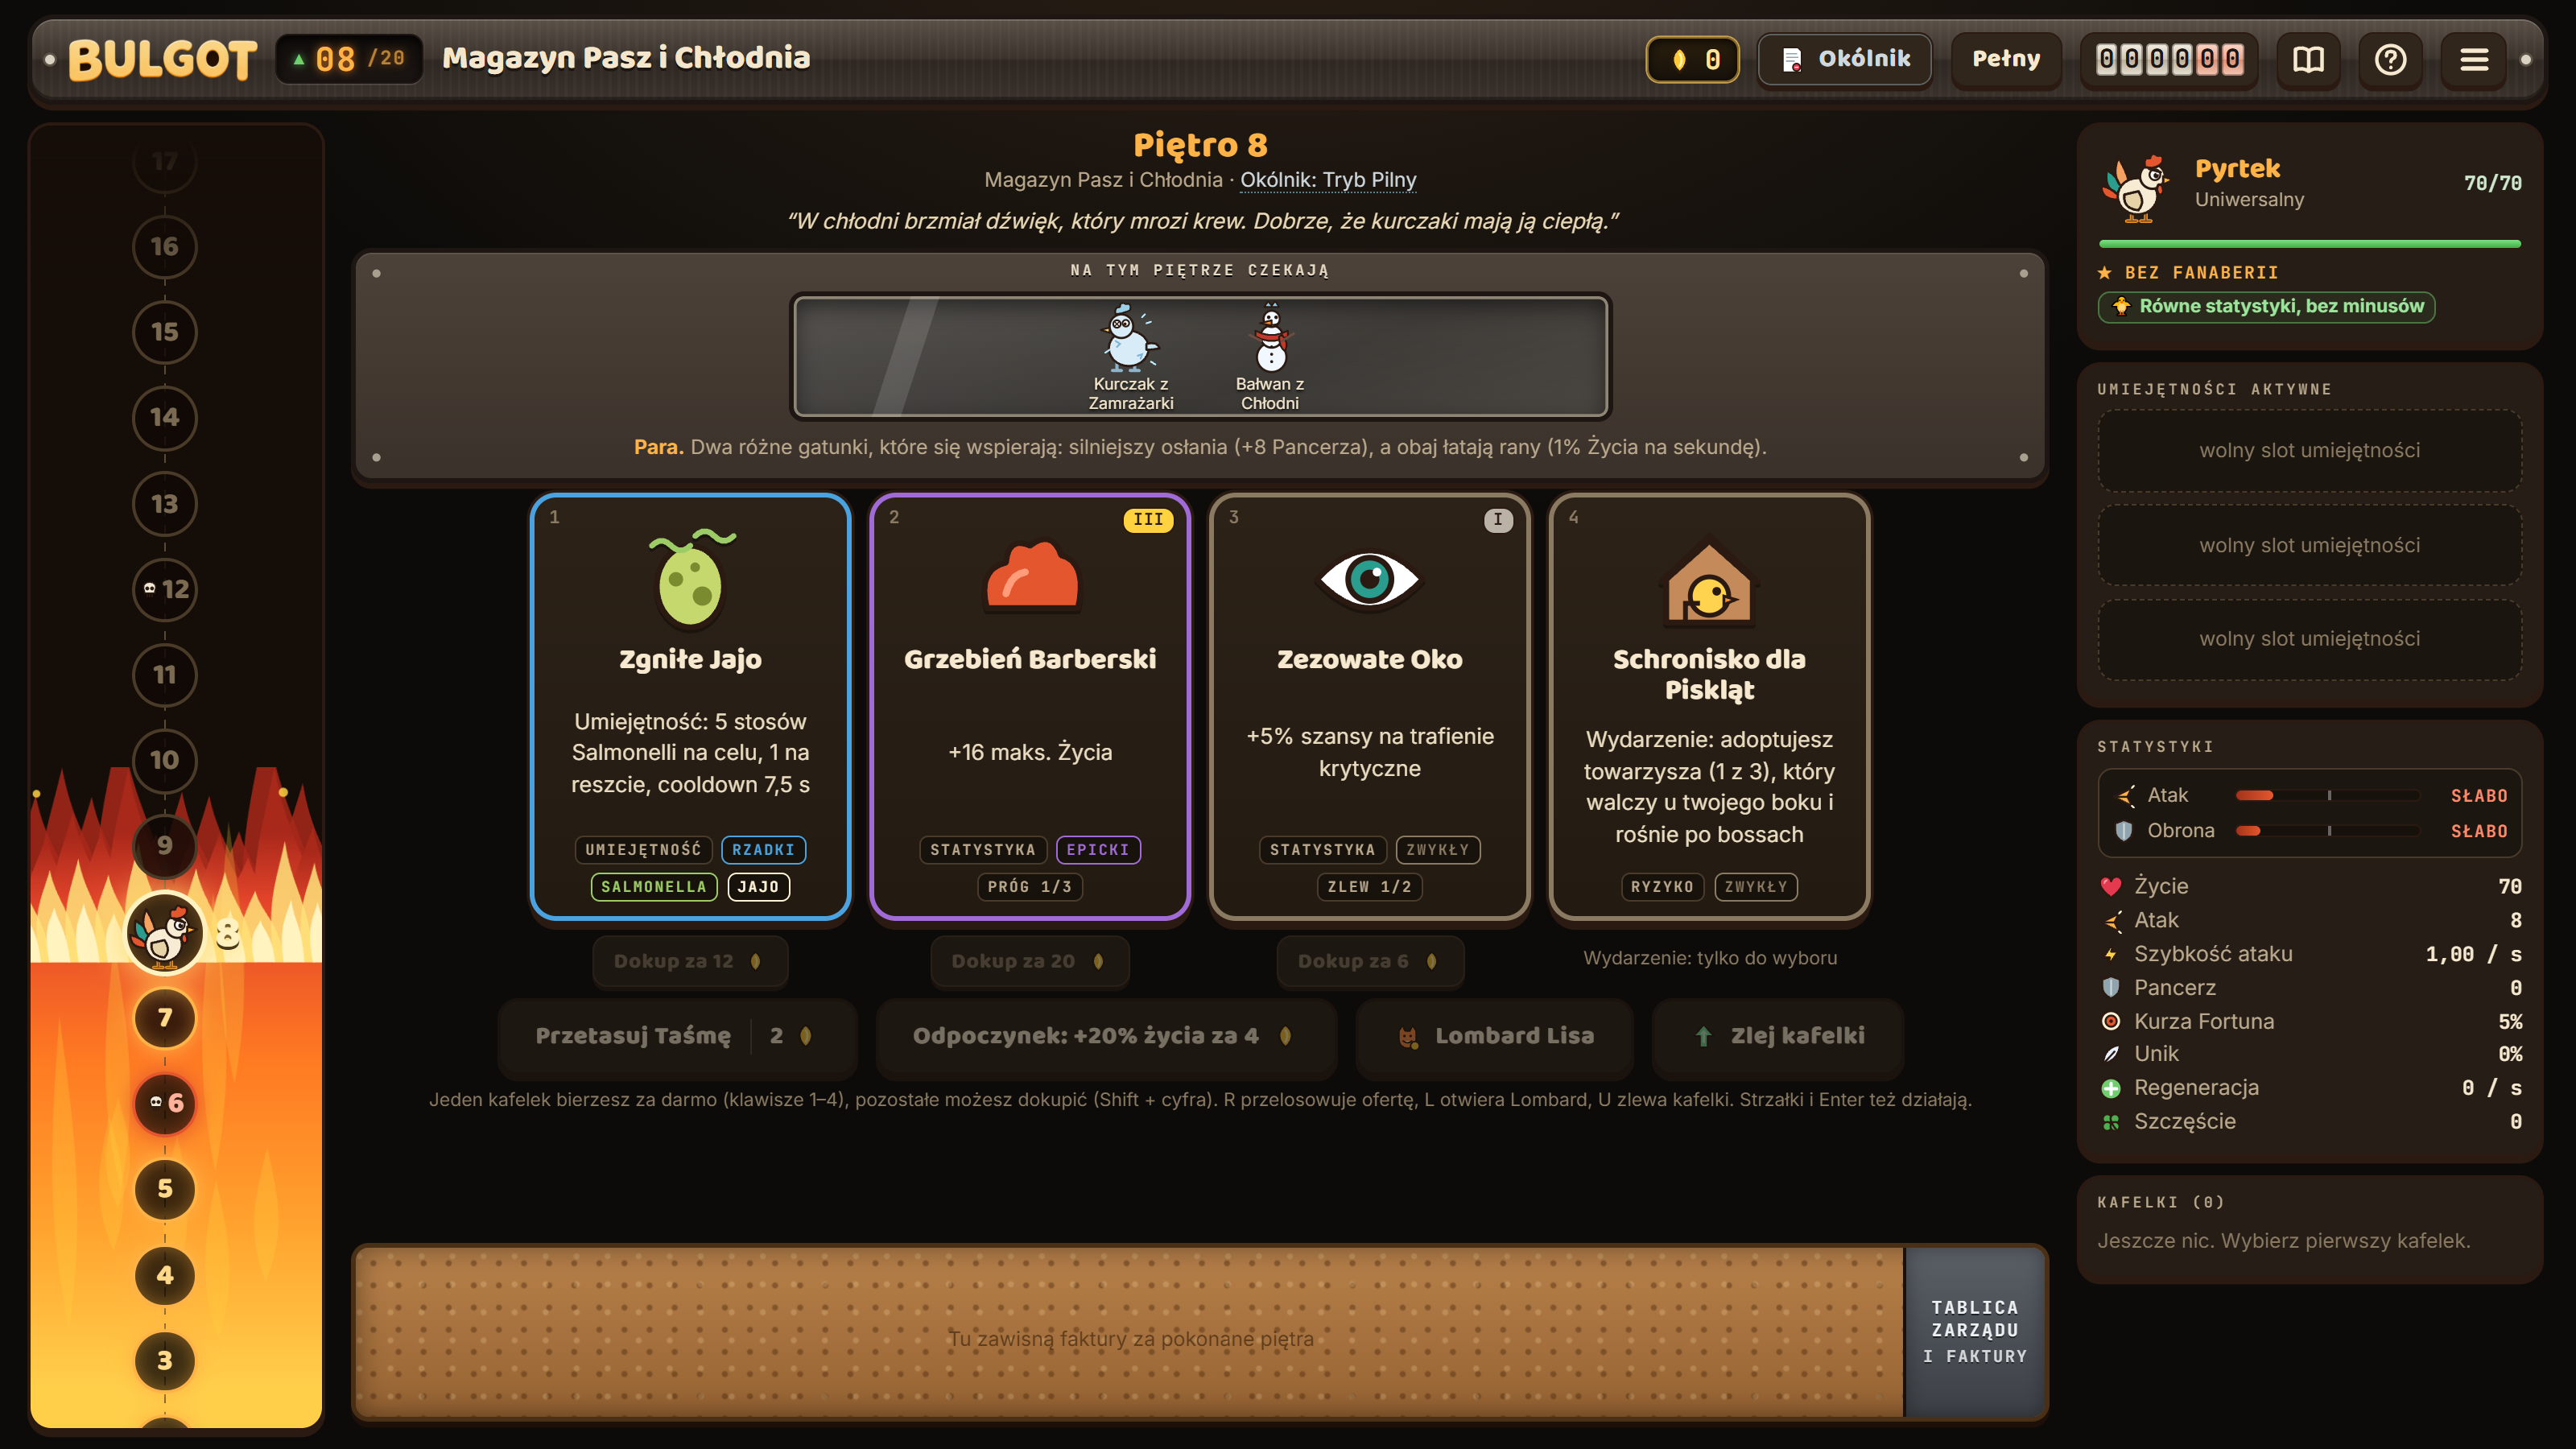 BULGOT
▲ 08 /20
Magazyn Pasz i Chłodnia
0
Okólnik
Pełny
000000
17
16
15
14
13
12
11
10
9
8
7
6
5
4
3
Piętro 8
Magazyn Pasz i Chłodnia · Okólnik: Tryb Pilny
“W chłodni brzmiał dźwięk, który mrozi krew. Dobrze, że kurczaki mają ją ciepłą.”
NA TYM PIĘTRZE CZEKAJĄ
Kurczak z
Zamrażarki
Bałwan z
Chłodni
Para. Dwa różne gatunki, które się wspierają: silniejszy osłania (+8 Pancerza), a obaj łatają rany (1% Życia na sekundę).
1
Zgniłe Jajo
Umiejętność: 5 stosów
Salmonelli na celu, 1 na
reszcie, cooldown 7,5 s
UMIEJĘTNOŚĆ RZADKI
SALMONELLA JAJO
Dokup za 12
2
III
Grzebień Barberski
+16 maks. Życia
STATYSTYKA EPICKI
PRÓG 1/3
Dokup za 20
3
I
Zezowate Oko
+5% szansy na trafienie
krytyczne
STATYSTYKA ZWYKŁY
ZLEW 1/2
Dokup za 6
4
Schronisko dla
Piskląt
Wydarzenie: adoptujesz
towarzysza (1 z 3), który
walczy u twojego boku i
rośnie po bossach
RYZYKO ZWYKŁY
Wydarzenie: tylko do wyboru
Przetasuj Taśmę 2
Odpoczynek: +20% życia za 4
Lombard Lisa
Zlej kafelki
Jeden kafelek bierzesz za darmo (klawisze 1–4), pozostałe możesz dokupić (Shift + cyfra). R przelosowuje ofertę, L otwiera Lombard, U zlewa kafelki. Strzałki i Enter też działają.
Tu zawisną faktury za pokonane piętra
TABLICA
ZARZĄDU
I FAKTURY
Pyrtek
Uniwersalny
70/70
★ BEZ FANABERII
Równe statystyki, bez minusów
UMIEJĘTNOŚCI AKTYWNE
wolny slot umiejętności
wolny slot umiejętności
wolny slot umiejętności
STATYSTYKI
Atak SŁABO
Obrona SŁABO
Życie 70
Atak 8
Szybkość ataku 1,00 / s
Pancerz 0
Kurza Fortuna 5%
Unik 0%
Regeneracja 0 / s
Szczęście 0
KAFELKI (0)
Jeszcze nic. Wybierz pierwszy kafelek.